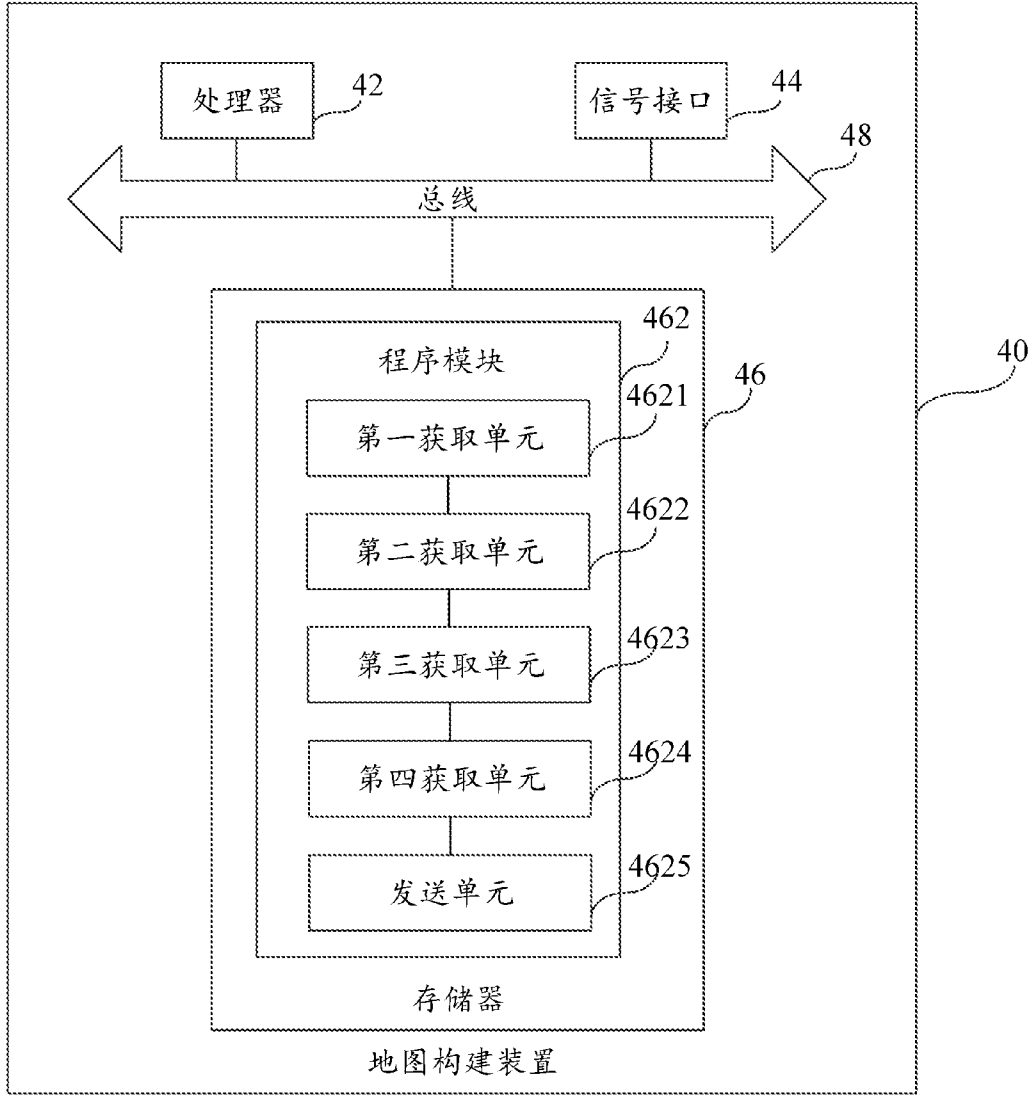 处理器
42
信号接口
44
48
总线
462
程序模块
40
46
第一获取单元
4621
第二获取单元
4622
第三获取单元
4623
第四获取单元
4624
发送单元
4625
存储器
地图构建装置